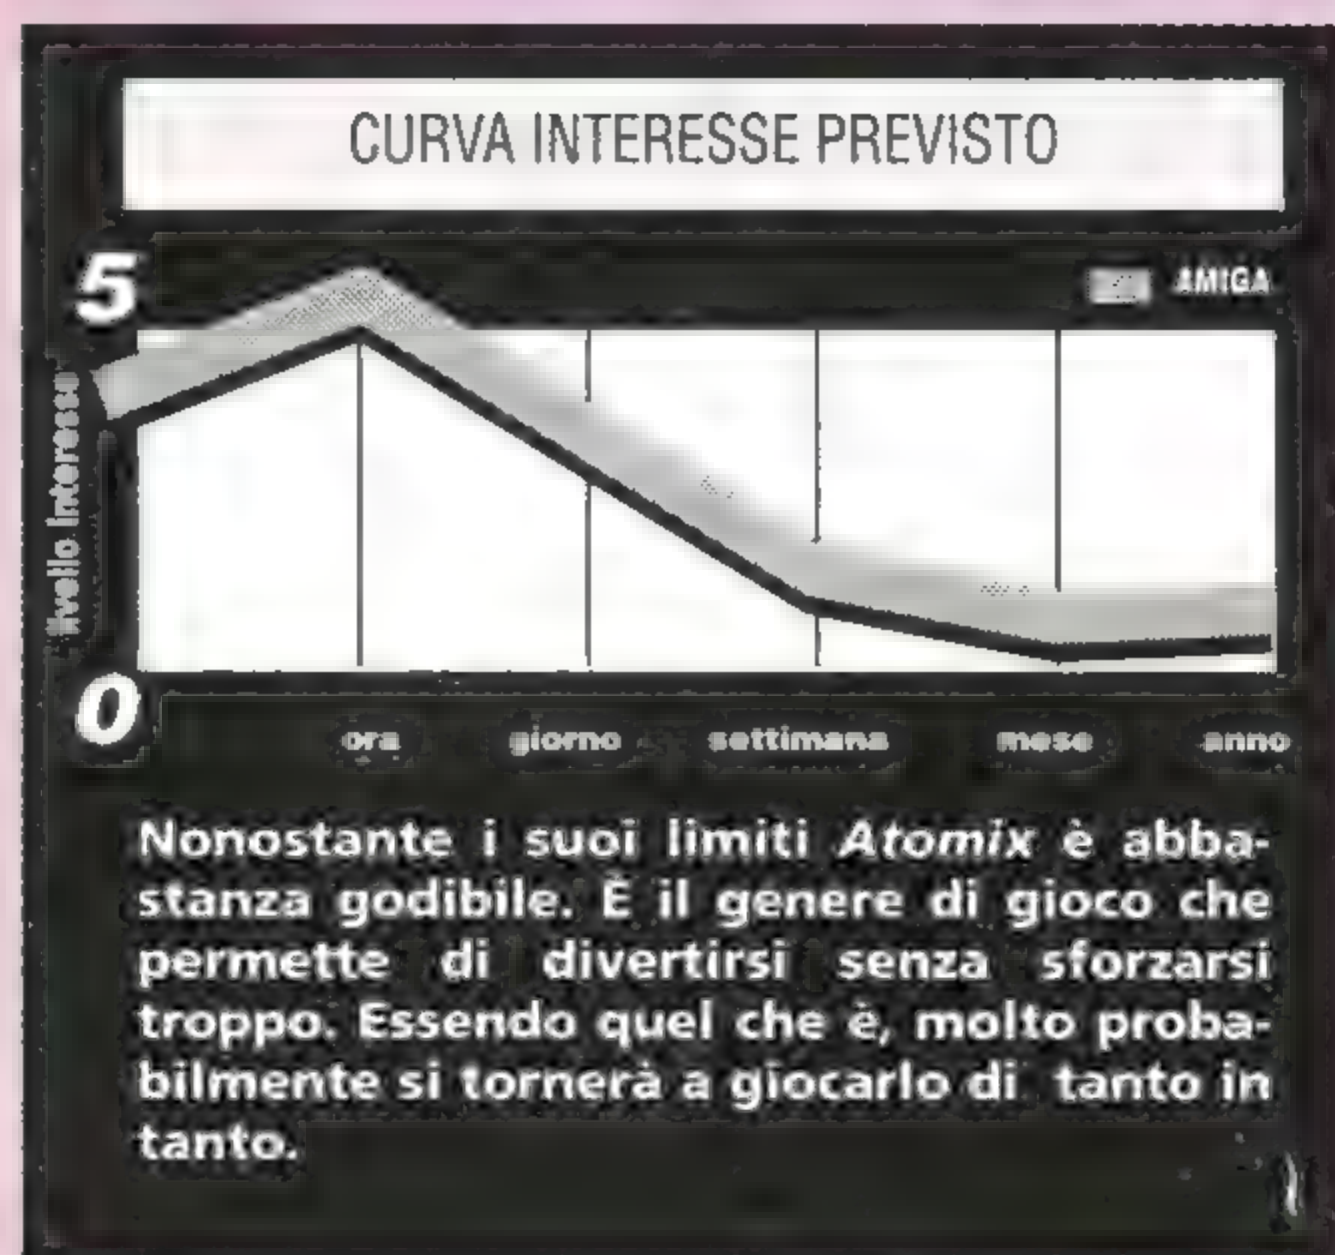 CURVA INTERESSE PREVISTO
5
AMIGA
livello interesse
0
ora giorno settimana mese anno
Nonostante i suoi limiti Atomix è abba-
stanza godibile. È il genere di gioco che
permette di divertirsi senza sforzarsi
troppo. Essendo quel che è, molto proba-
bilmente si tornerà a giocarlo di tanto in
tanto.